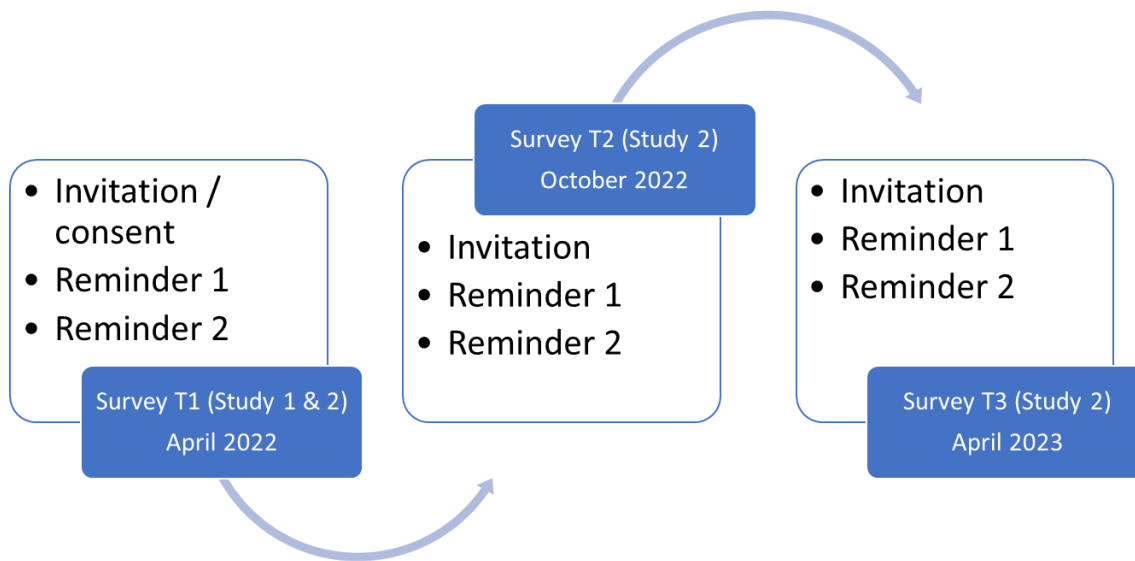 • Invitation /
consent
• Reminder 1
• Reminder 2
Survey T1 (Study 1 & 2)
April 2022
Survey T2 (Study 2)
October 2022
• Invitation
• Reminder 1
• Reminder 2
• Invitation
• Reminder 1
• Reminder 2
Survey T3 (Study 2)
April 2023